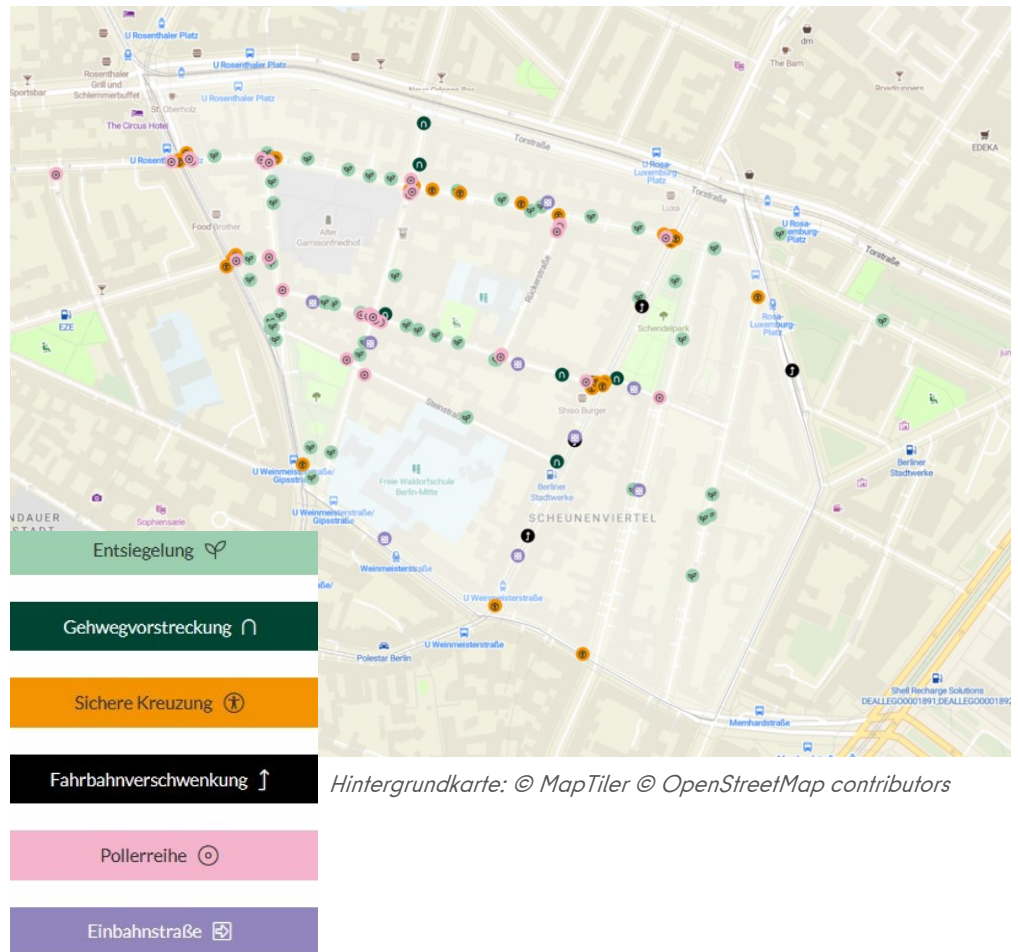 U Rosenthaler Platz
dm
The Barn
Rosenthaler
Grill und
Schlemmerbuffet
U Rosenthaler Platz
Sportsbar
Roadrunners
U Rosenthaler Platz
St. Oberholz
The Circus Hotel
Torstraße
EDEKA
U Rosa-
Luxemburg-
Platz
Torstraße
Luxa
Food Brother
Alter
Garnisonfriedhof
U Rosa-
Luxemburg-
Platz
Torstraße
Rückerstraße
EZE
Rosa-
Luxemburg-
Platz
Schendelpark
Steinstraße
Shiso Burger
Berliner
Stadtwerke
U Weinmeisterstraße/
Gipsstraße
Freie Waldorfschule
Berlin-Mitte
Berliner
Stadtwerke
U Weinmeisterstraße/
Gipsstraße
Sophiensæle
SCHEUNENVIERTEL
Weinmeisterstraße
U Weinmeisterstraße
U Weinmeisterstraße
Polestar Berlin
Shell Recharge Solutions
DEALLEGO0001891;DEALLEGO0001892
Memhardstraße
Entsiegelung
Gehwegvorstreckung
Sichere Kreuzung
Fahrbahnverschwenkung
Hintergrundkarte: © MapTiler © OpenStreetMap contributors
Pollerreihe
Einbahnstraße